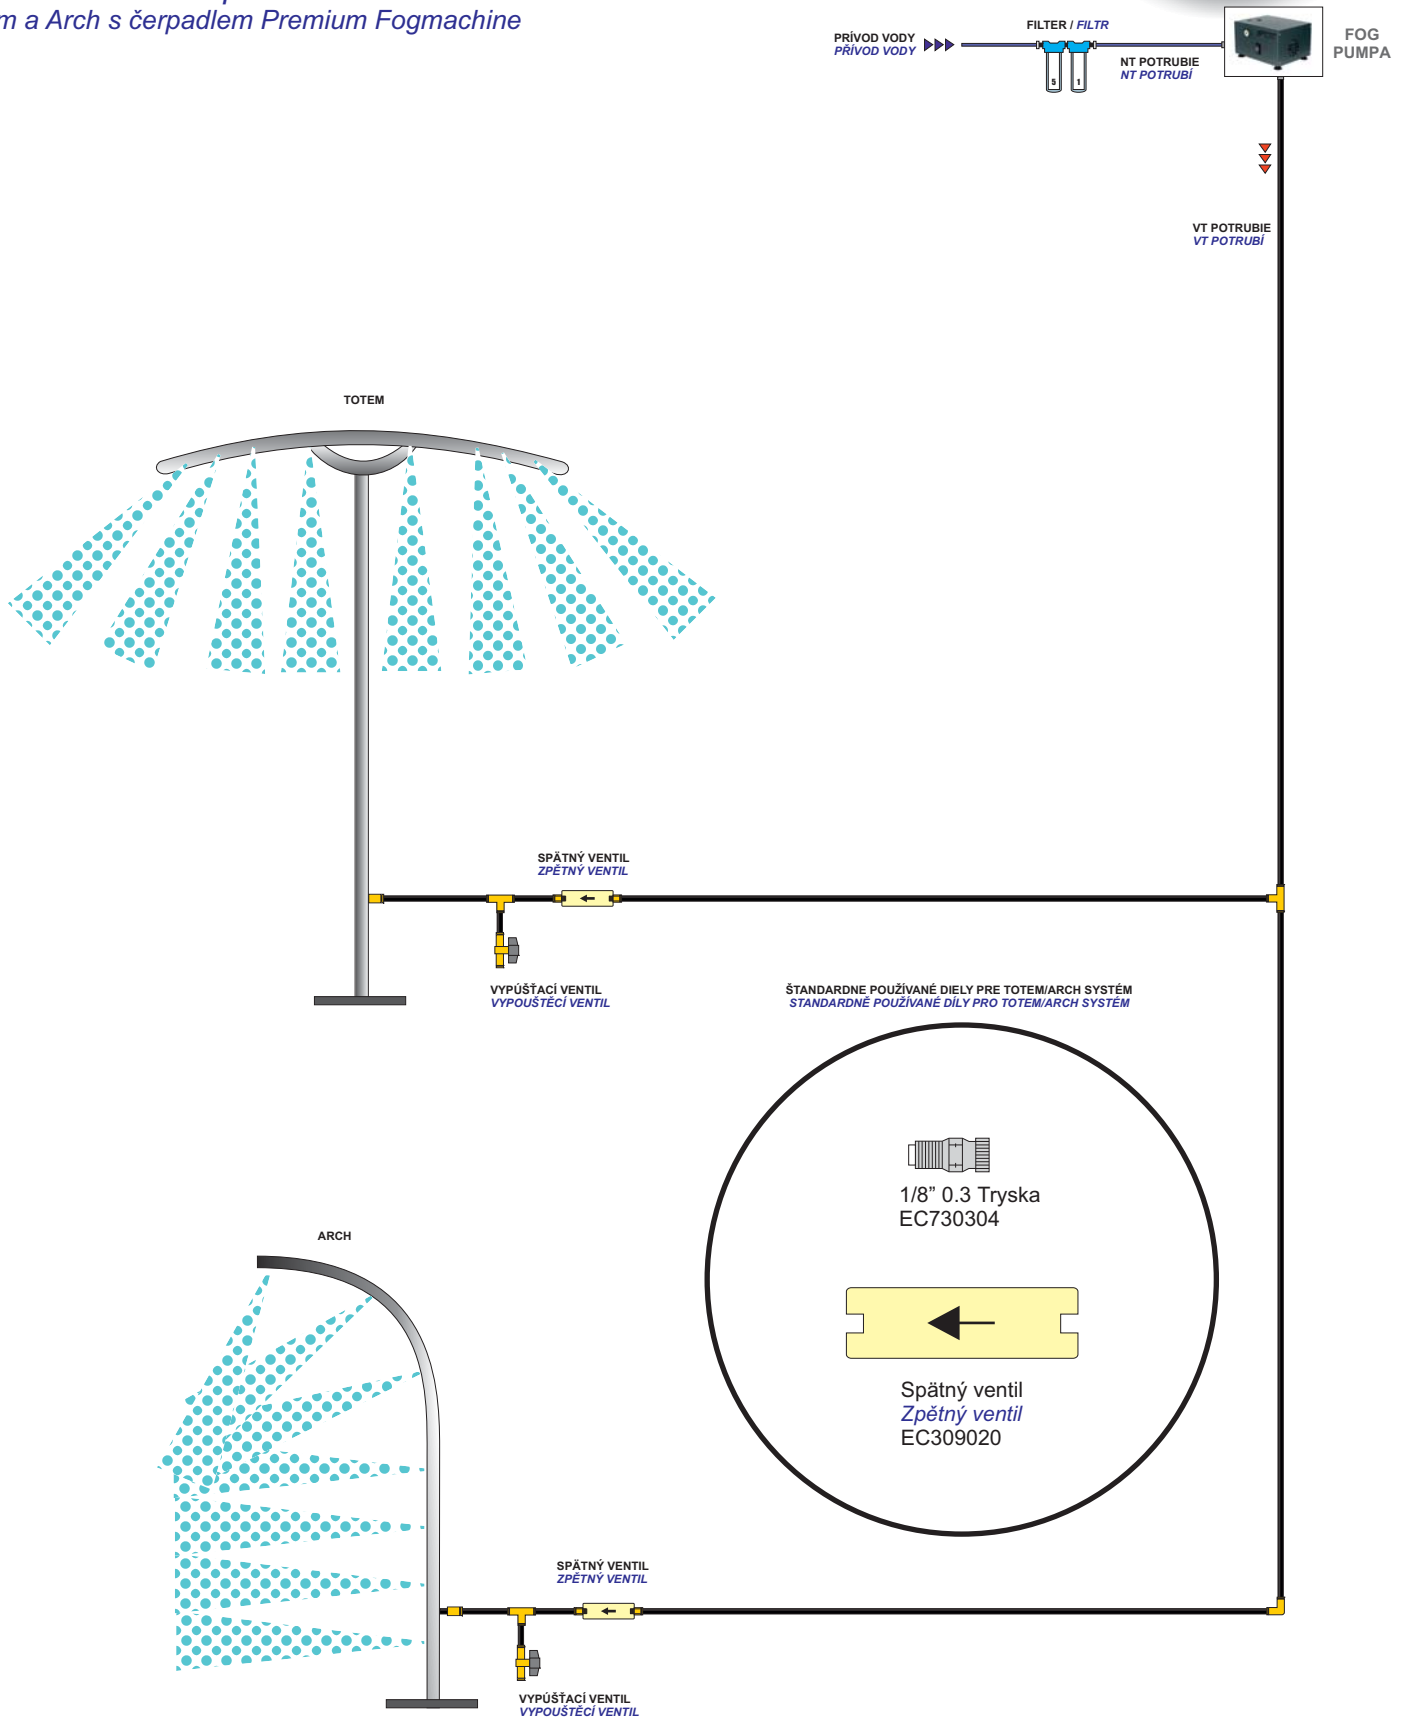 m a Arch s čerpadlem Premium Fogmachine
PRÍVOD VODY
PŘÍVOD VODY
FILTER / FILTR
5 1
NT POTRUBIE
NT POTRUBÍ
FOG
PUMPA
VT POTRUBIE
VT POTRUBÍ
TOTEM
SPÄTNÝ VENTIL
ZPĚTNÝ VENTIL
VYPÚŠŤACÍ VENTIL
VYPOUŠTĚCÍ VENTIL
ŠTANDARDNE POUŽÍVANÉ DIELY PRE TOTEM/ARCH SYSTÉM
STANDARDNĚ POUŽÍVANÉ DÍLY PRO TOTEM/ARCH SYSTÉM
1/8” 0.3 Tryska
EC730304
Spätný ventil
Zpětný ventil
EC309020
ARCH
SPÄTNÝ VENTIL
ZPĚTNÝ VENTIL
VYPÚŠŤACÍ VENTIL
VYPOUŠTĚCÍ VENTIL